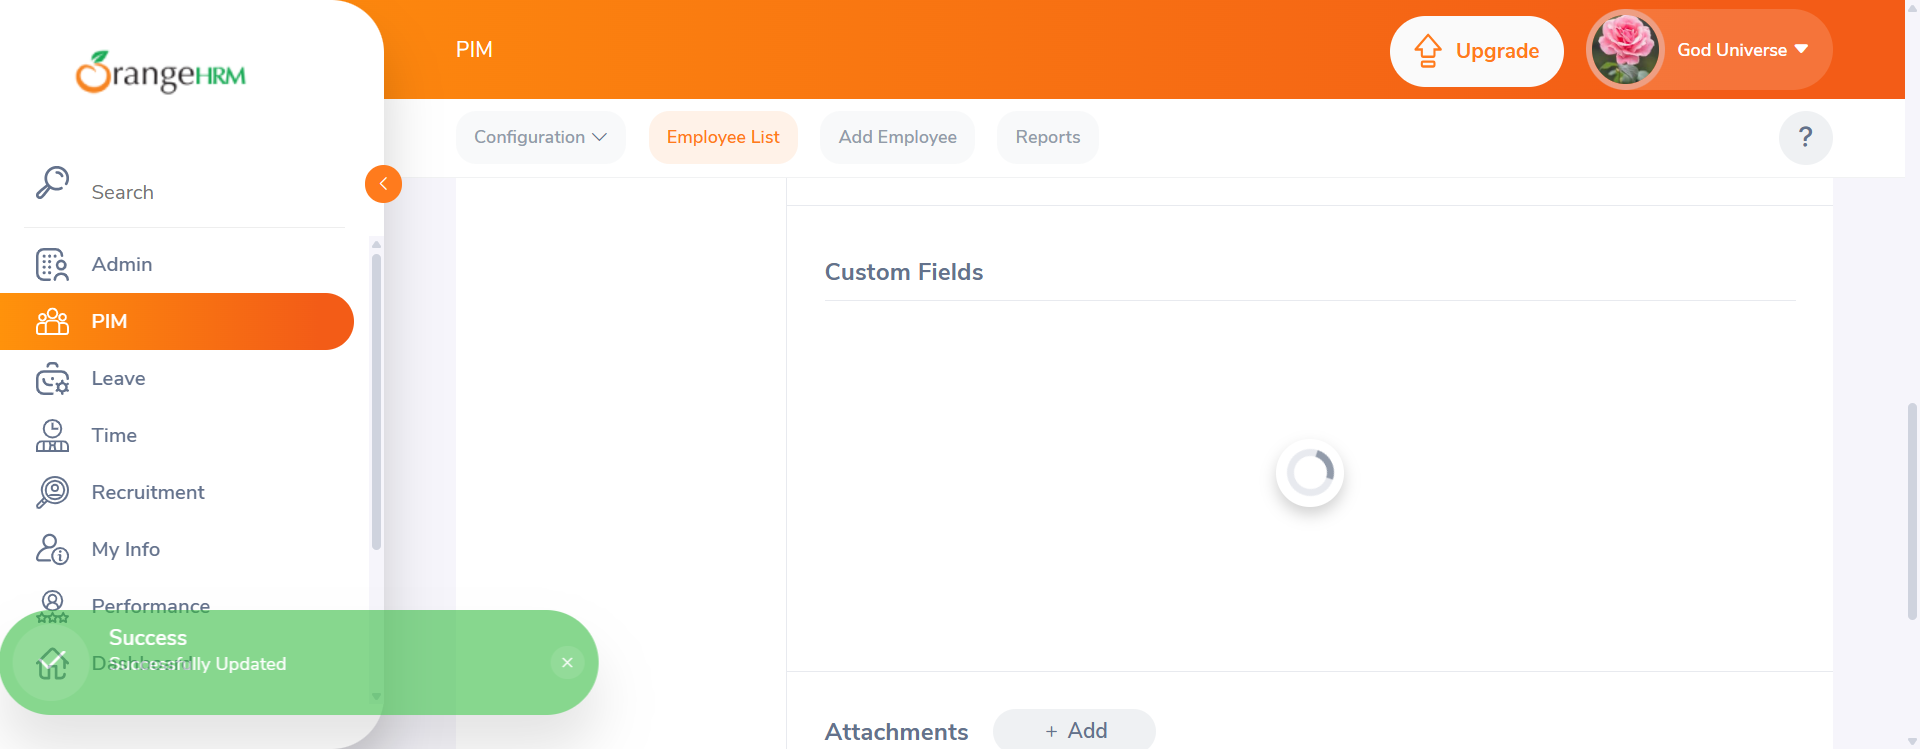 OrangeHRM
PIM
Upgrade
God Universe
Configuration
Employee List
Add Employee
Reports
?
Search
Admin
PIM
Leave
Time
Recruitment
My Info
Performance
Dashboard
Success
Successfully Updated
Custom Fields
Attachments
+ Add